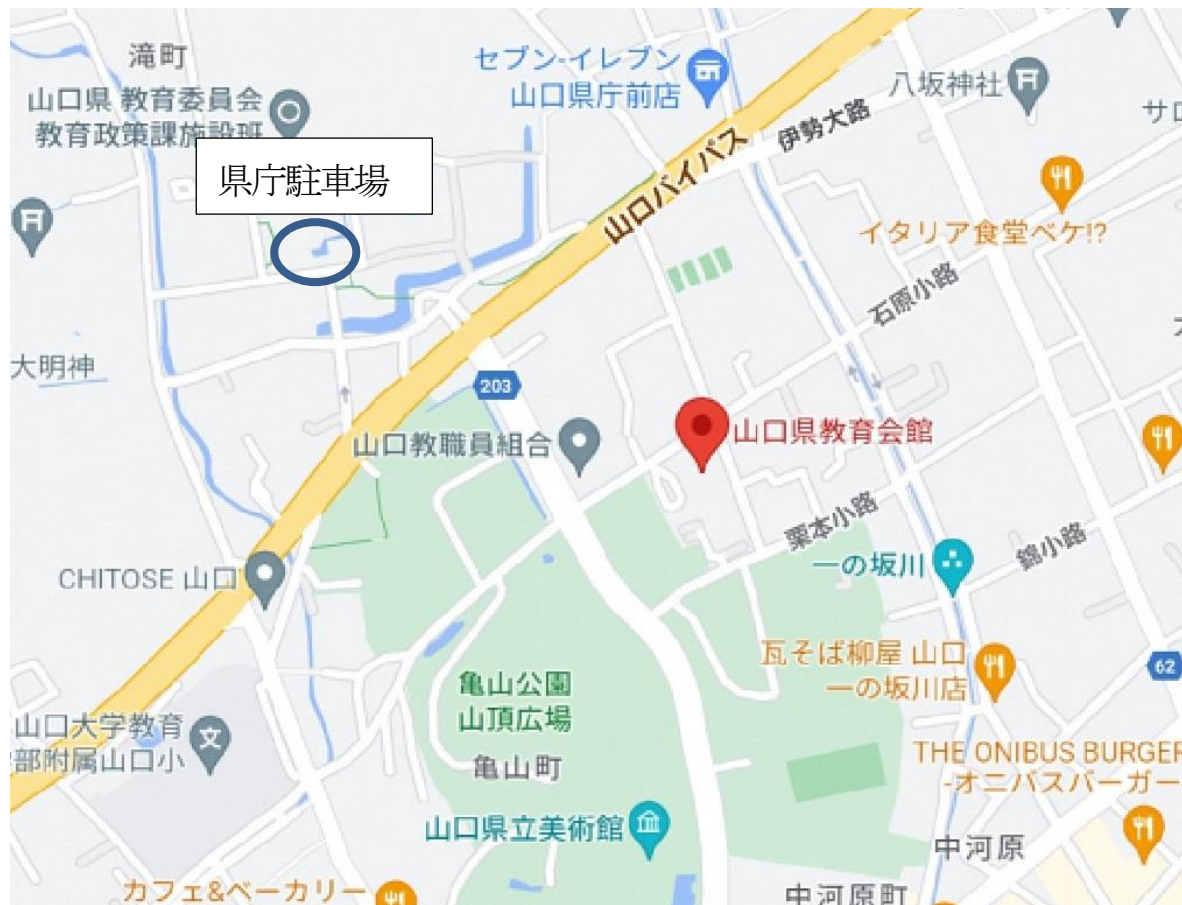 滝町
山口県 教育委員会
教育政策課施設班
県庁駐車場
セブン-イレブン
山口県庁前店
八坂神社
サロ
伊勢大路
山口バイパス
イタリア食堂ベケ!?
石原小路
大明神
203
山口教職員組合
山口県教育会館
栗本小路
錦小路
一の坂川
CHITOSE 山口
瓦そば柳屋 山口
一の坂川店
62
亀山公園
山頂広場
亀山町
山口大学教育
部附属山口小
THE ONIBUS BURGER
-オニバスバーガー
山口県立美術館
中河原
カフェ&ベーカリー
中河原町